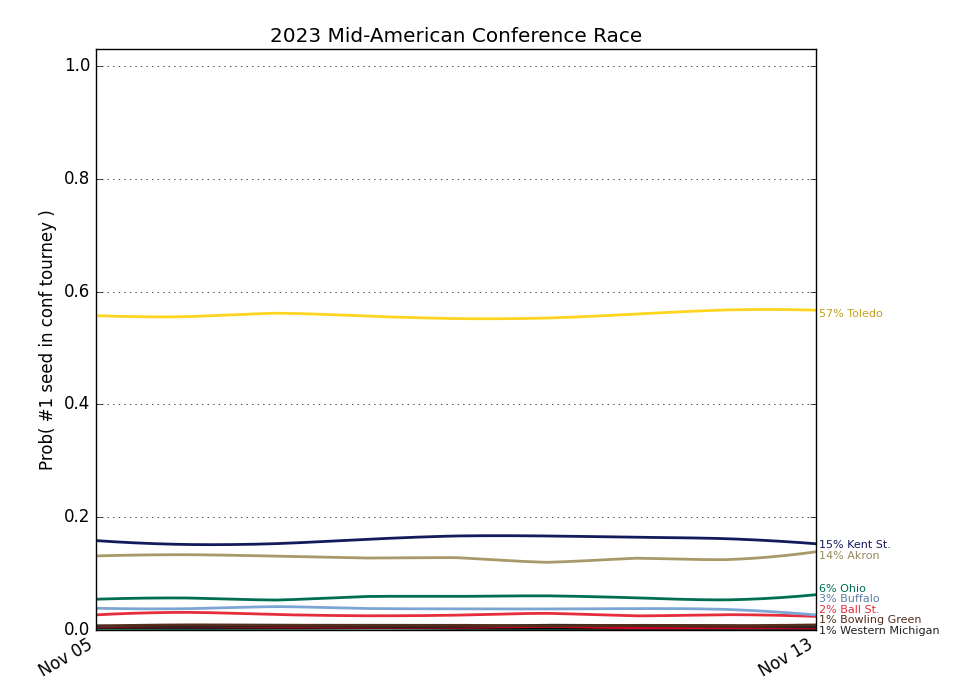 2023 Mid-American Conference Race
Prob( #1 seed in conf tourney )
1.0
0.8
0.6
0.4
0.2
0.0
57% Toledo
15% Kent St.
14% Akron
6% Ohio
3% Buffalo
2% Ball St.
1% Bowling Green
1% Western Michigan
Nov 05
Nov 13